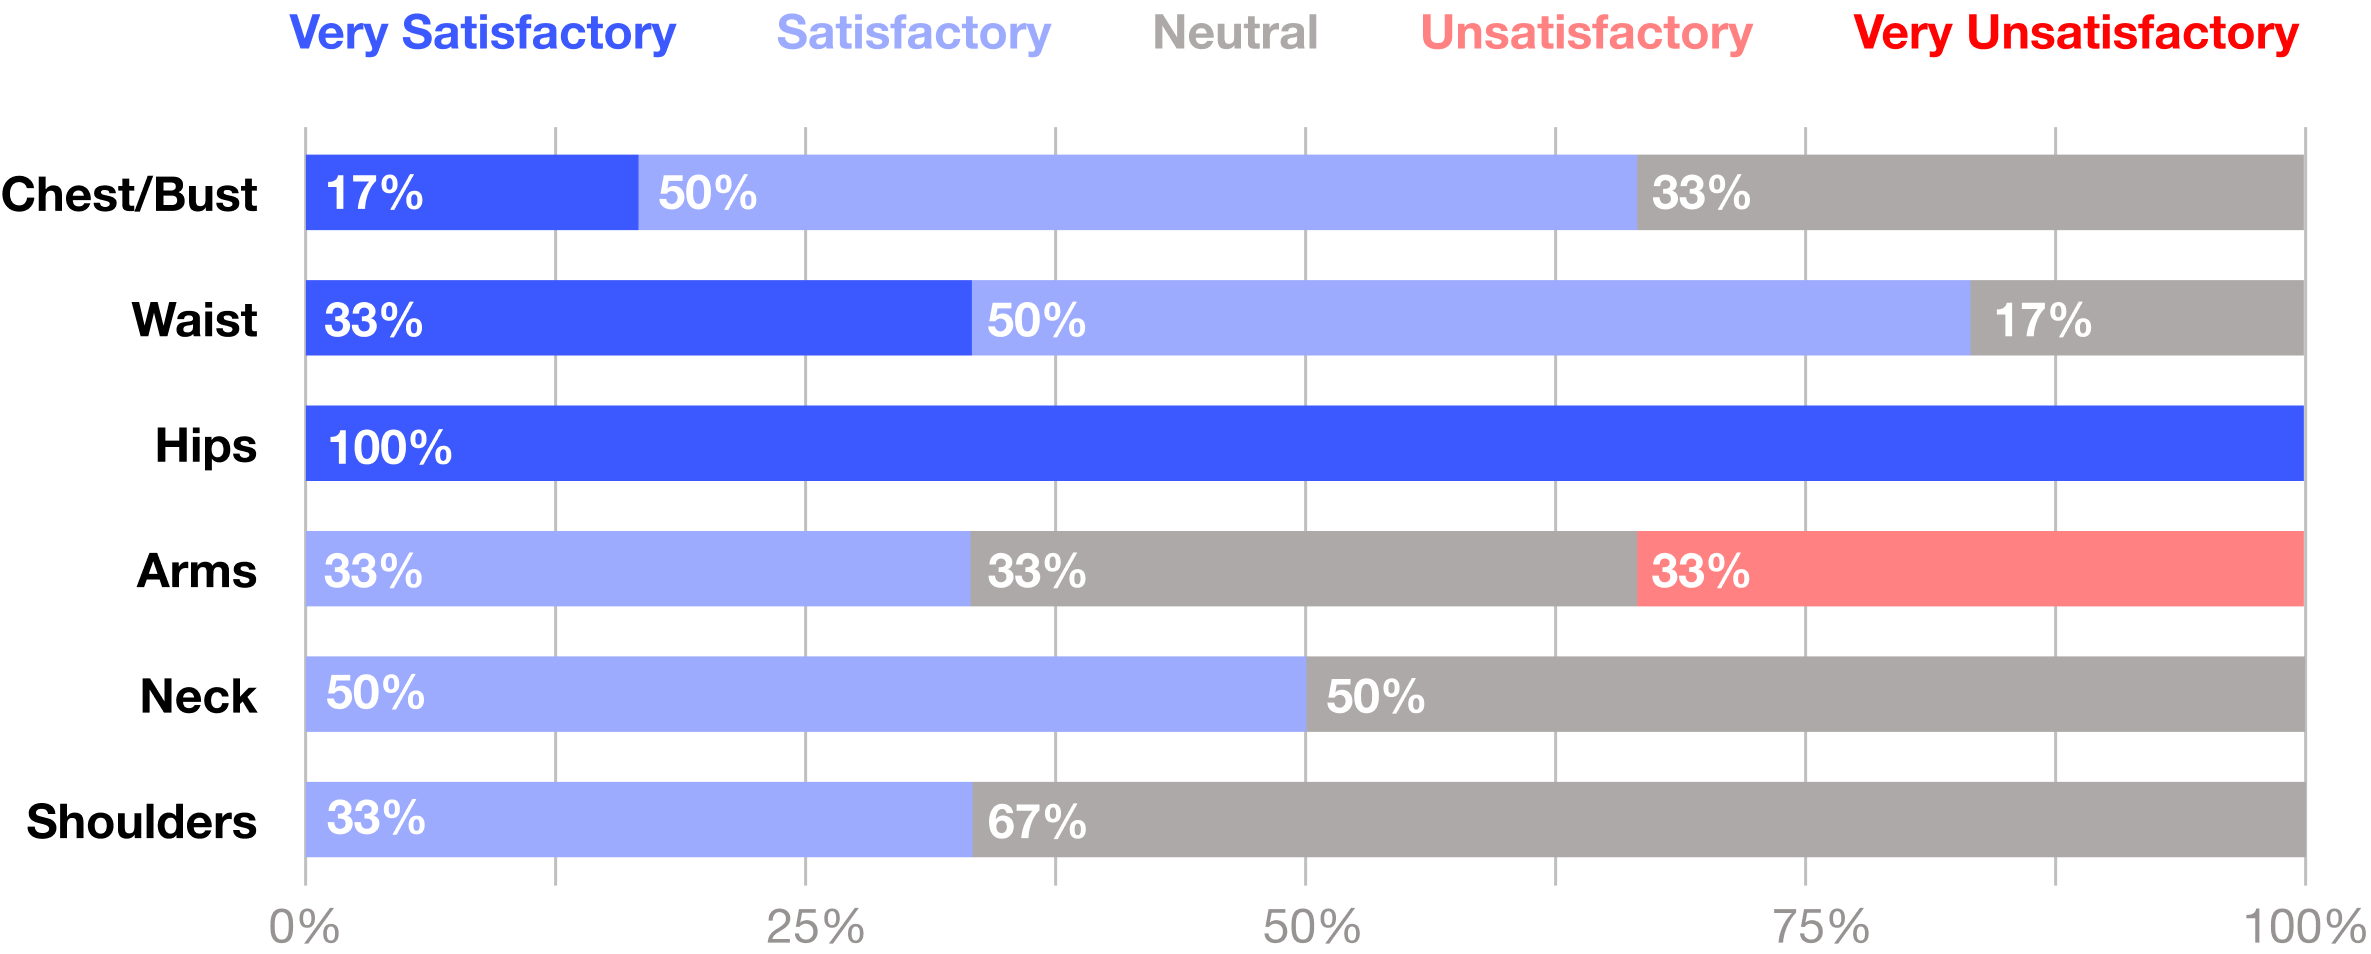 Very Satisfactory Satisfactory Neutral Unsatisfactory Very Unsatisfactory
Chest/Bust 17% 50% 33%
Waist 33% 50% 17%
Hips 100%
Arms 33% 33% 33%
Neck 50% 50%
Shoulders 33% 67%
0% 25% 50% 75% 100%